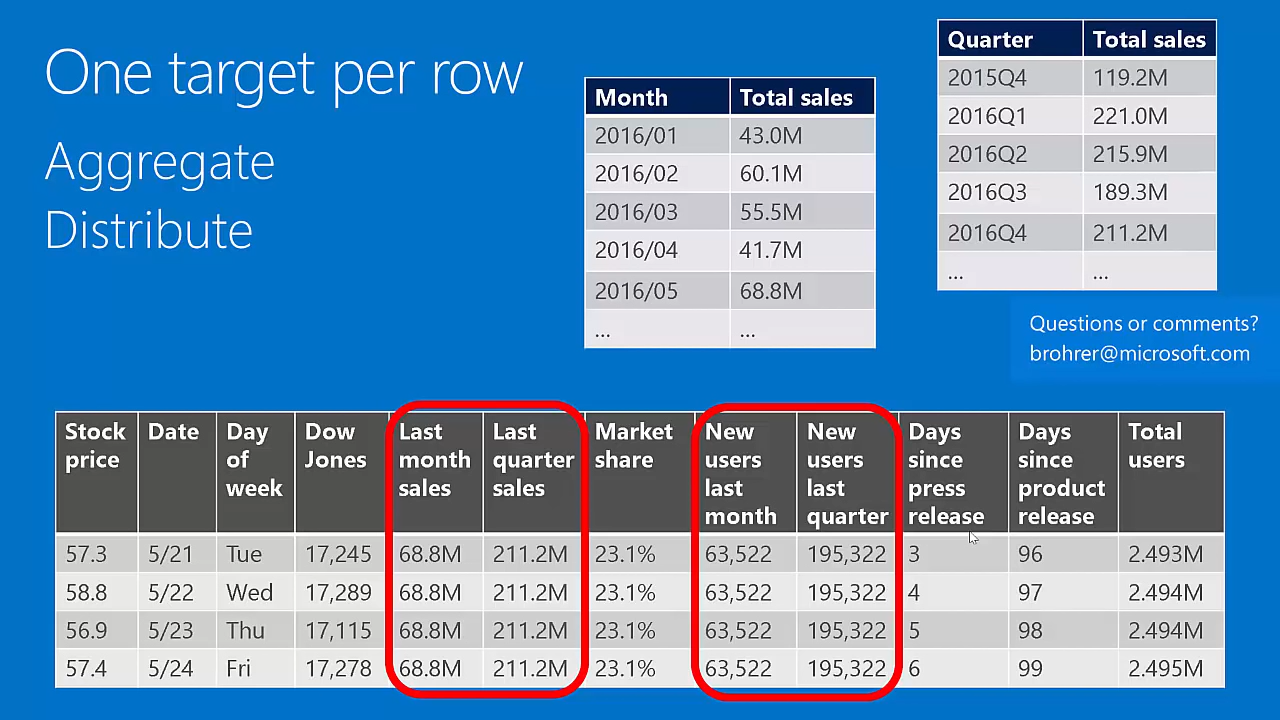 One target per row
Aggregate
Distribute
Month Total sales
2016/01 43.0M
2016/02 60.1M
2016/03 55.5M
2016/04 41.7M
2016/05 68.8M
... ...
Quarter Total sales
2015Q4 119.2M
2016Q1 221.0M
2016Q2 215.9M
2016Q3 189.3M
2016Q4 211.2M
... ...
Questions or comments?
brohrer@microsoft.com
Stock price Date Day of week Dow Jones Last month sales Last quarter sales Market share New users last month New users last quarter Days since press release Days since product release Total users
57.3 5/21 Tue 17,245 68.8M 211.2M 23.1% 63,522 195,322 3 96 2.493M
58.8 5/22 Wed 17,289 68.8M 211.2M 23.1% 63,522 195,322 4 97 2.494M
56.9 5/23 Thu 17,115 68.8M 211.2M 23.1% 63,522 195,322 5 98 2.494M
57.4 5/24 Fri 17,278 68.8M 211.2M 23.1% 63,522 195,322 6 99 2.495M